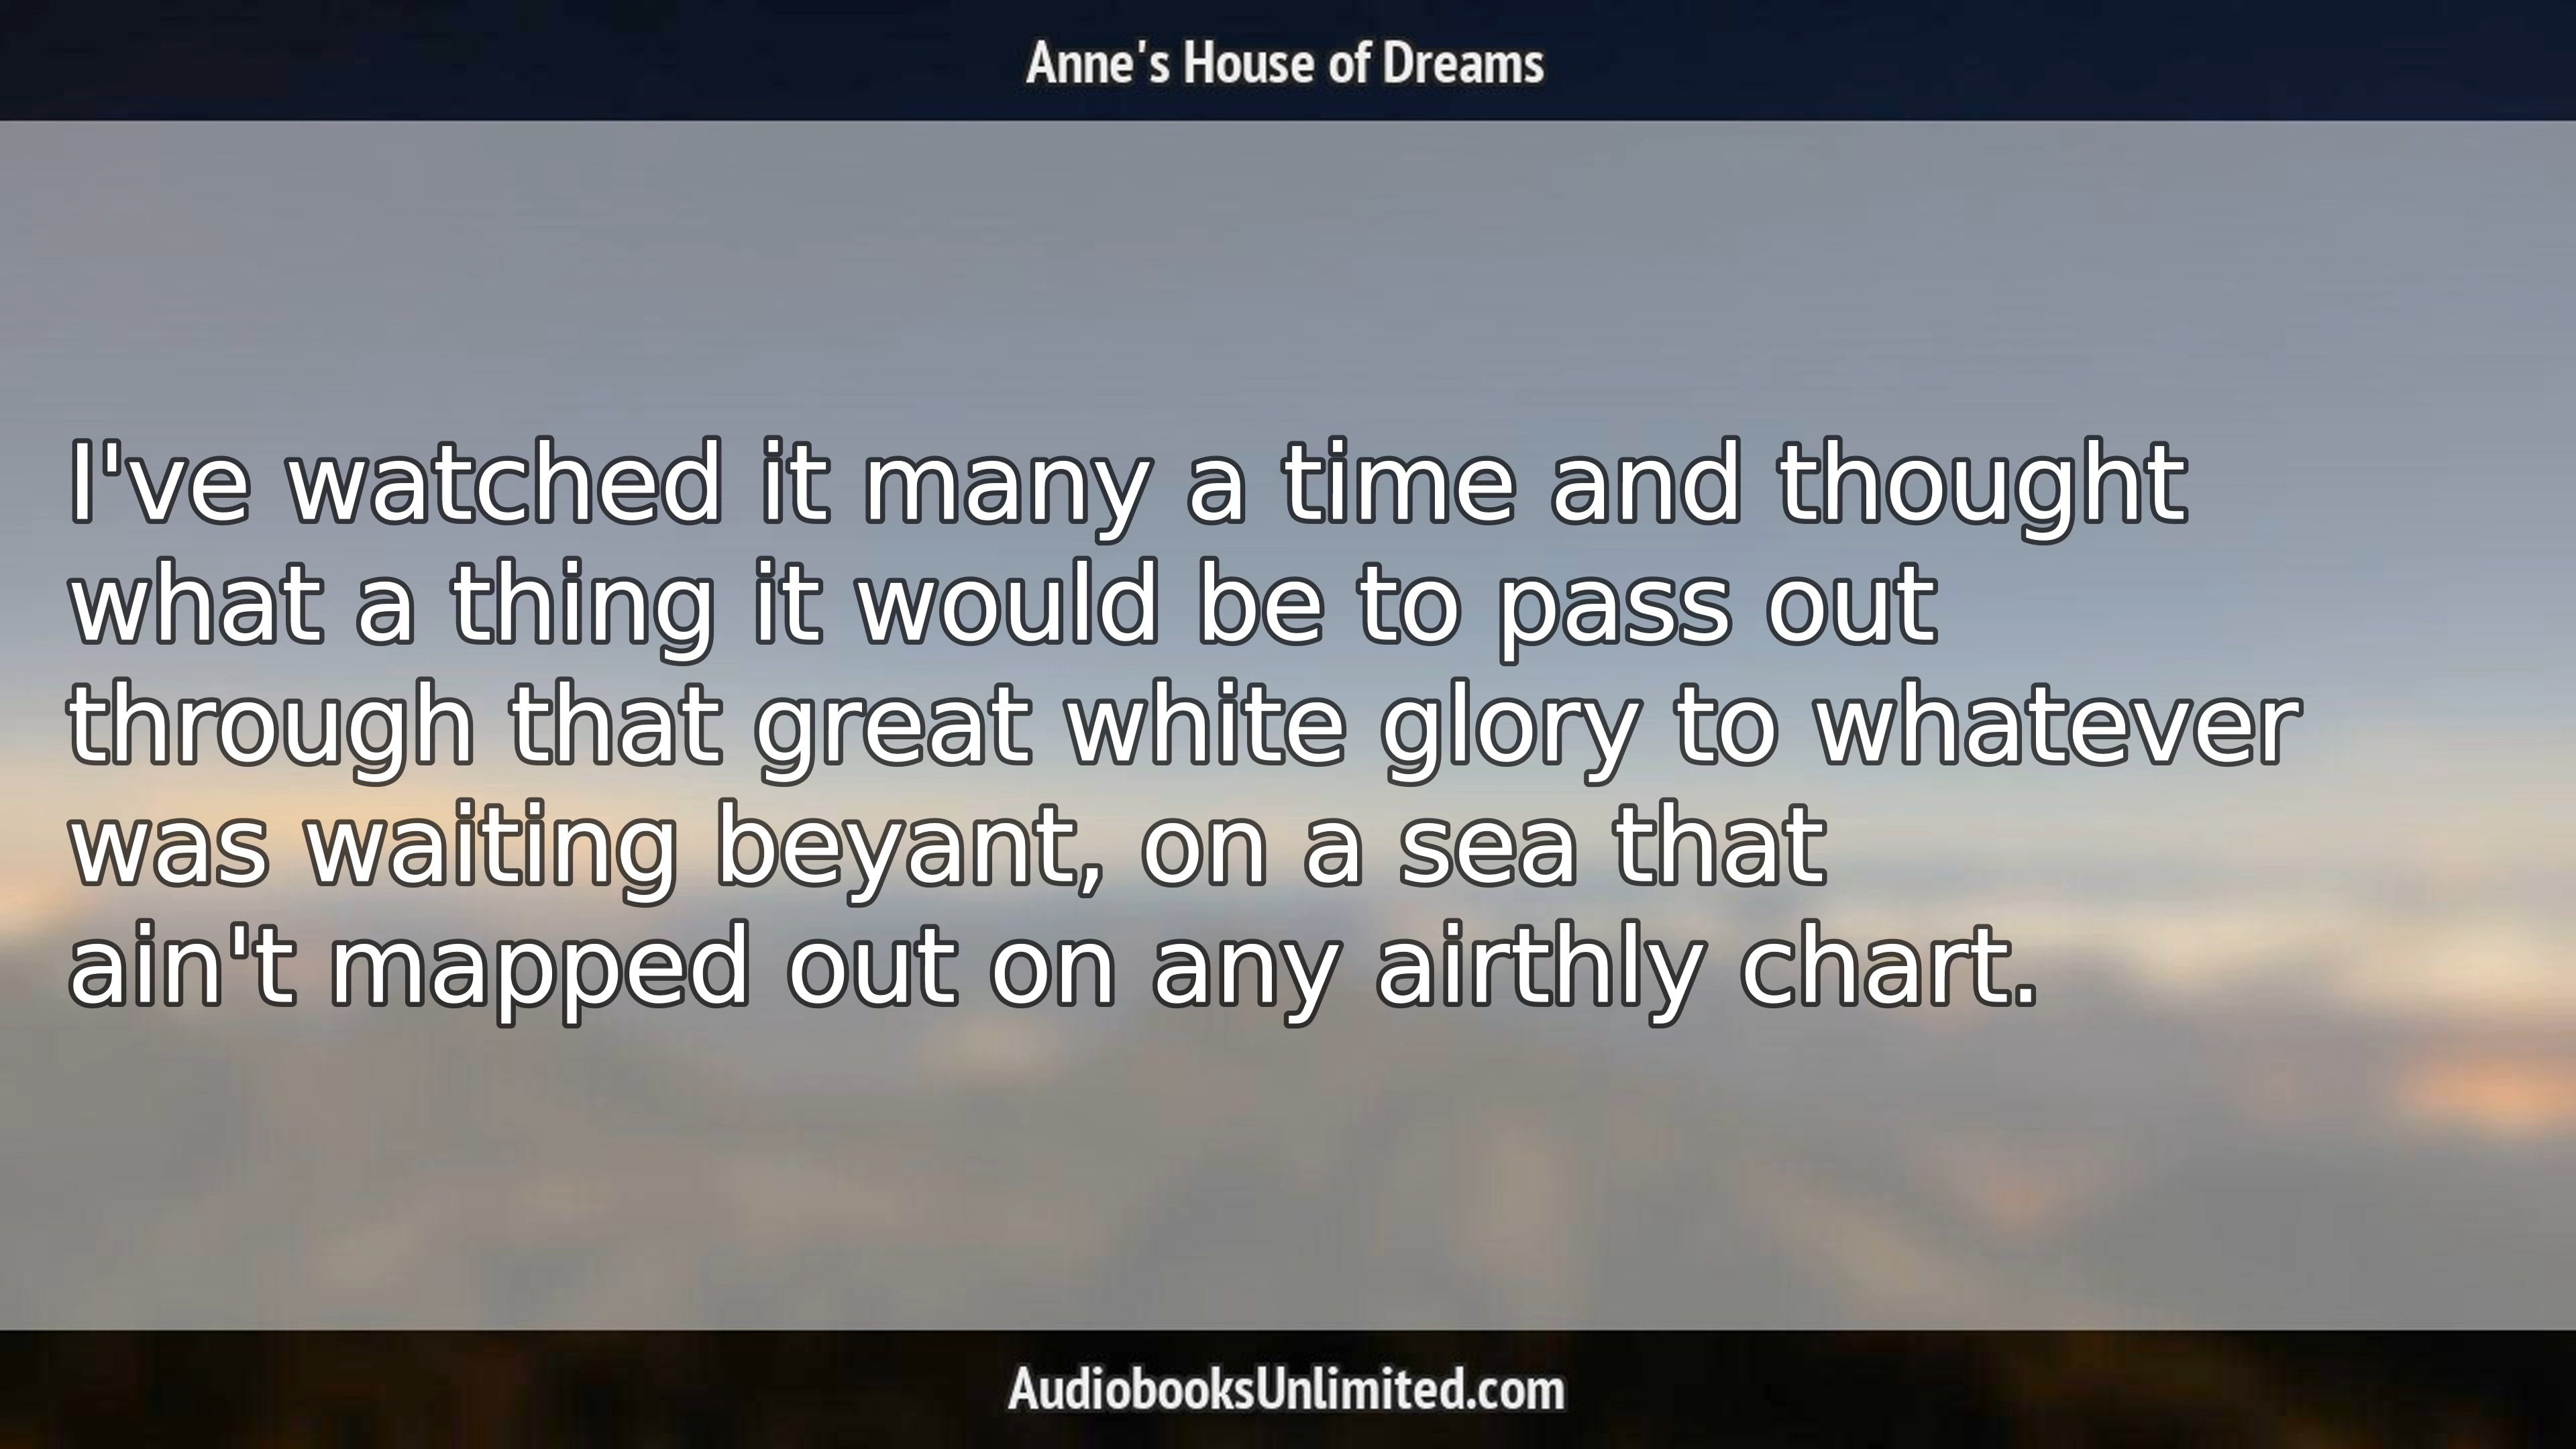 Anne's House of Dreams
I've watched it many a time and thought
what a thing it would be to pass out
through that great white glory to whatever
was waiting beyant, on a sea that
ain't mapped out on any airthly chart.
AudiobooksUnlimited.com